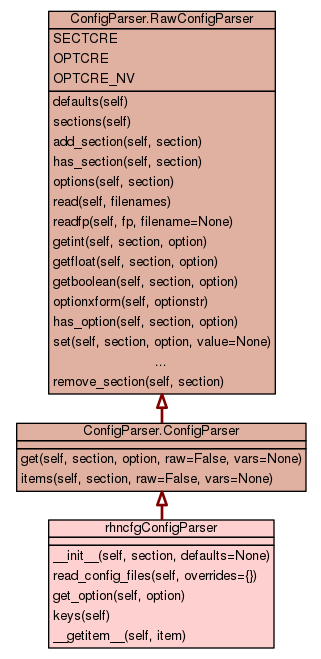 ConfigParser.RawConfigParser
SECTCRE
OPTCRE
OPTCRE_NV
defaults(self)
sections(self)
add_section(self, section)
has_section(self, section)
options(self, section)
read(self, filenames)
readfp(self, fp, filename=None)
getint(self, section, option)
getfloat(self, section, option)
getboolean(self, section, option)
optionxform(self, optionstr)
has_option(self, section, option)
set(self, section, option, value=None)
...
remove_section(self, section)
ConfigParser.ConfigParser
get(self, section, option, raw=False, vars=None)
items(self, section, raw=False, vars=None)
rhncfgConfigParser
__init__(self, section, defaults=None)
read_config_files(self, overrides={})
get_option(self, option)
keys(self)
__getitem__(self, item)